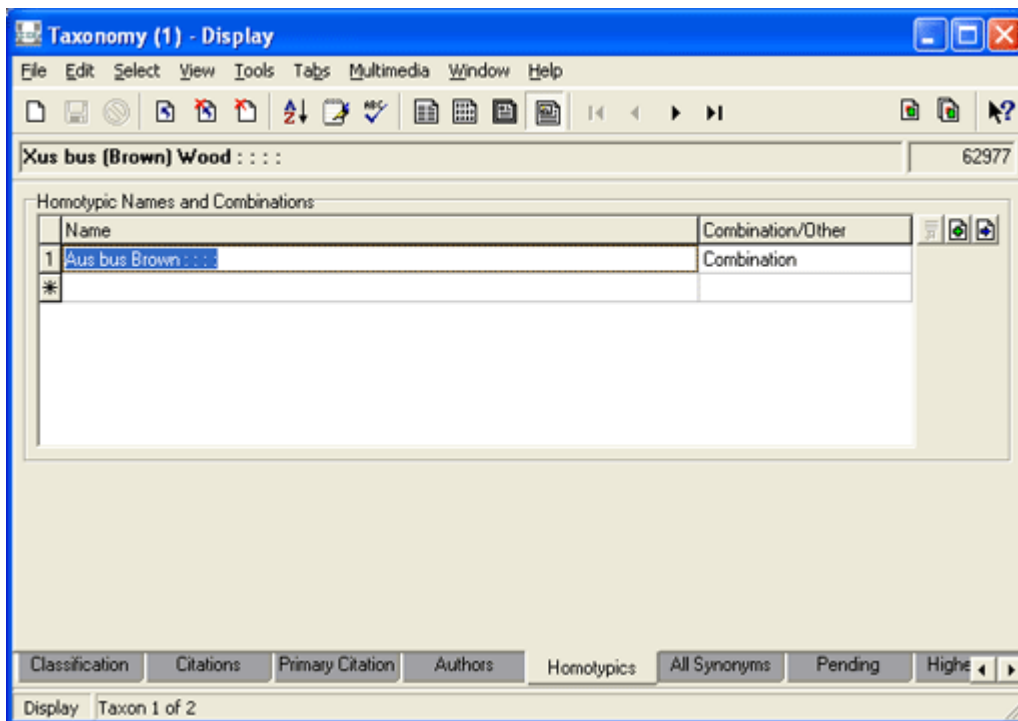 Taxonomy (1) - Display
File Edit Select View Tools Tabs Multimedia Window Help
Xus bus (Brown) Wood : : : : 62977
Homotypic Names and Combinations
Name Combination/Other
1 Aus bus Brown : : : : Combination
Classification Citations Primary Citation Authors Homotypics All Synonyms Pending Highe
Display Taxon 1 of 2